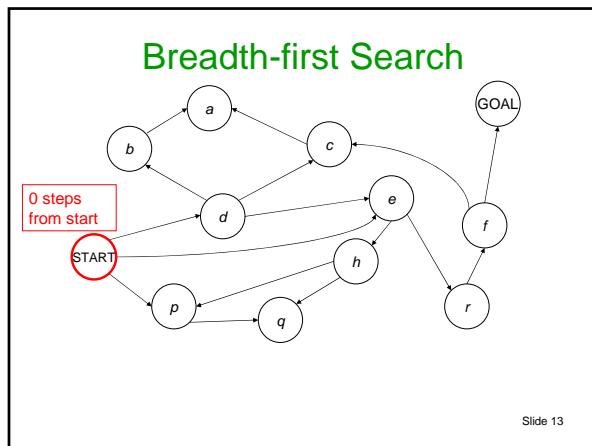 Breadth-first Search
GOAL
a
b
c
0 steps
from start
d
e
f
START
h
p
q
r
Slide 13